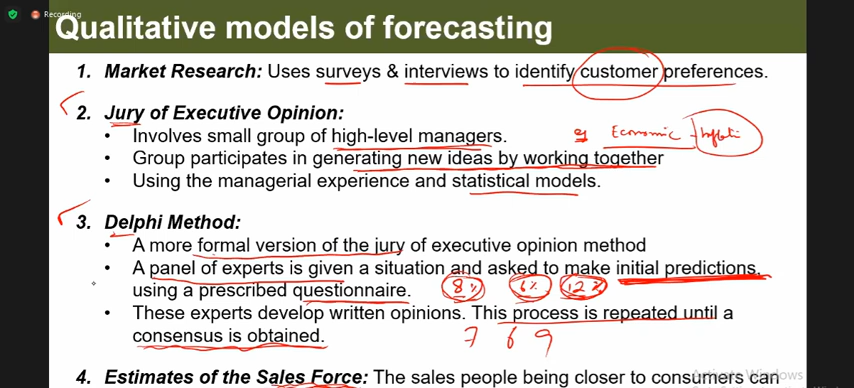 Recording
Qualitative models of forecasting
1. Market Research: Uses surveys & interviews to identify customer preferences.
2. Jury of Executive Opinion:
• Involves small group of high-level managers.
eg Economic -
• Group participates in generating new ideas by working together
• Using the managerial experience and statistical models.
3. Delphi Method:
• A more formal version of the jury of executive opinion method
• A panel of experts is given a situation and asked to make initial predictions,
using a prescribed questionnaire. 8% 6% 12%
• These experts develop written opinions. This process is repeated until a
consensus is obtained. 7 6 9
Activate Windows
4. Estimates of the Sales Force: The sales people being closer to consumers can